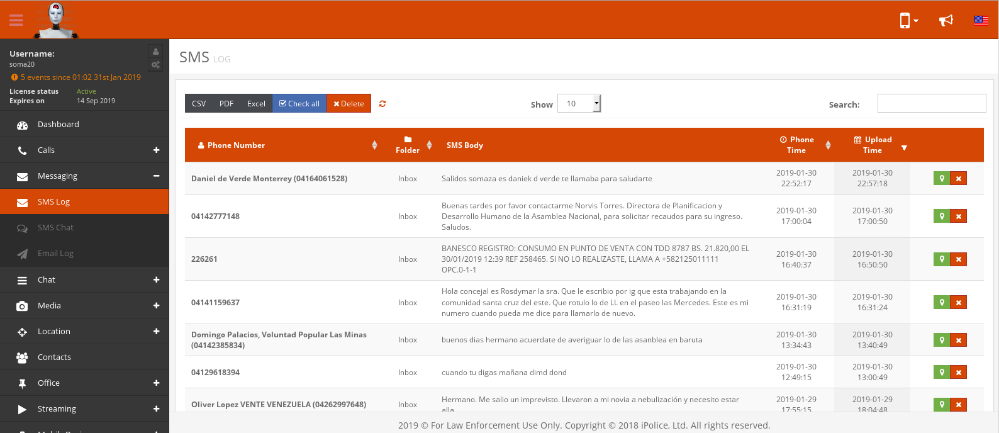 Username:
soma20
5 events since 01:02 31st Jan 2019
License status Active
Expires on 14 Sep 2019
Dashboard
Calls
Messaging
SMS Log
SMS Chat
Email Log
Chat
Media
Location
Contacts
Office
Streaming
SMS LOG
CSV PDF Excel Check all Delete
Show 10
Search:
Phone Number Folder SMS Body Phone Time Upload Time
Daniel de Verde Monterrey (04164061528) Inbox Salidos somaza es daniek d verde te llamaba para saludarte 2019-01-30 22:52:17 2019-01-30 22:57:18
04142777148 Inbox Buenas tardes por favor contactarme Norvis Torres. Directora de Planificacion y
Desarrollo Humano de la Asamblea Nacional, para solicitar recaudos para su ingreso.
Saludos. 2019-01-30 17:00:04 2019-01-30 17:00:50
226261 Inbox BANESCO REGISTRO: CONSUMO EN PUNTO DE VENTA CON TDD 8787 BS. 21.820,00 EL
30/01/2019 12:39 REF 258465. SI NO LO REALIZASTE, LLAMA A +582125011111
OPC.0-1-1 2019-01-30 16:40:37 2019-01-30 16:50:50
04141159637 Inbox Hola concejal es Rosdymar la sra. Que le escribio por ig que esta trabajando en la
comunidad santa cruz del este. Que rotulo lo de LL en el paseo las Mercedes. Este es mi
numero cuando pueda me dice para llamarlo de nuevo. 2019-01-30 16:31:19 2019-01-30 16:31:24
Domingo Palacios, Voluntad Popular Las Minas
(04142385834) Inbox buenos dias hermano acuerdate de averiguar lo de las asanblea en baruta 2019-01-30 13:34:43 2019-01-30 13:40:49
04129618394 Inbox cuando tu digas mañana dimd dond 2019-01-30 12:49:15 2019-01-30 13:00:49
Oliver Lopez VENTE VENEZUELA (04262997648) Inbox Hermano. Me salio un imprevisto. Llevaron a mi novia a nebulización y necesito estar
alla 2019-01-29 17:55:15 2019-01-29 18:04:48
2019 © For Law Enforcement Use Only. Copyright © 2018 iPolice, Ltd. All rights reserved.